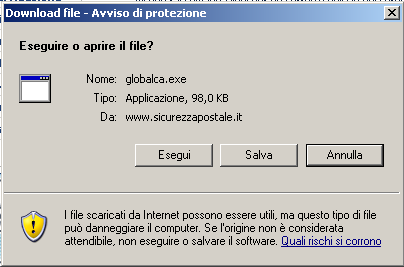 Download file - Avviso di protezione
Eseguire o aprire il file?
Nome: globalca.exe
Tipo: Applicazione, 98,0 KB
Da: www.sicurezzapostale.it
Esegui Salva Annulla
I file scaricati da Internet possono essere utili, ma questo tipo di file
può danneggiare il computer. Se l'origine non è considerata
attendibile, non eseguire o salvare il software. Quali rischi si corrono